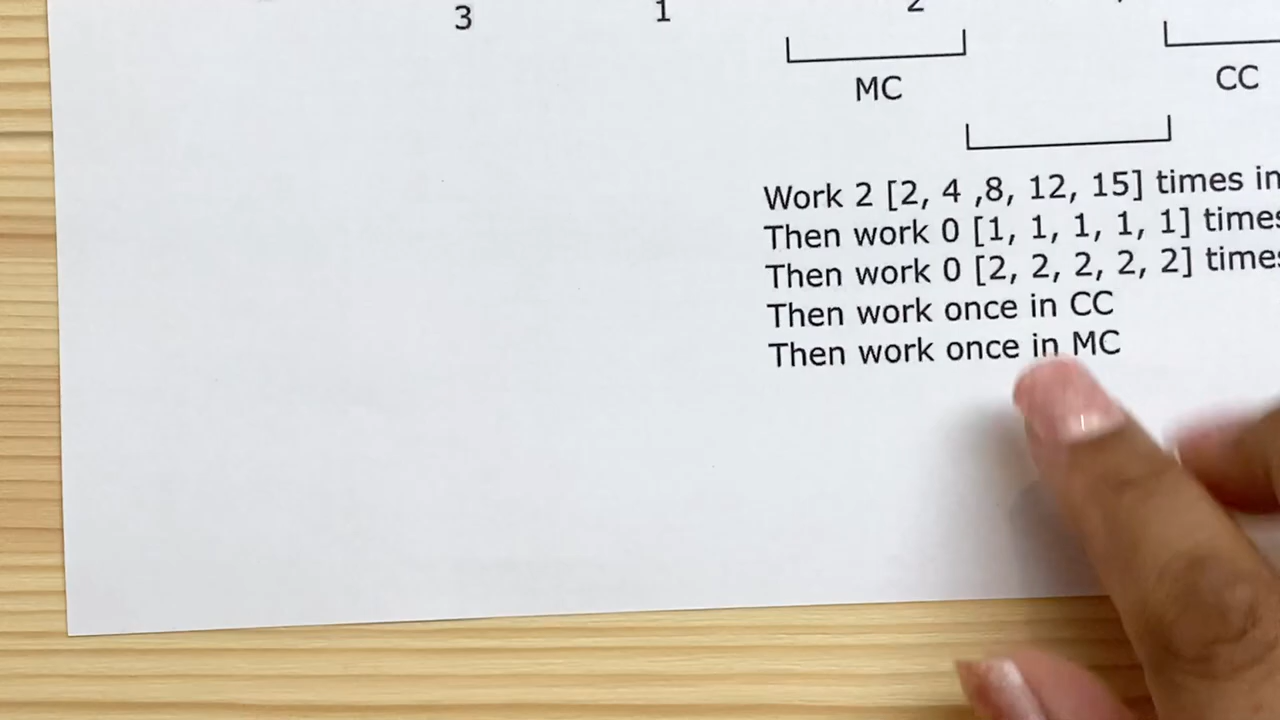 3 1 2
MC CC
Work 2 [2, 4 ,8, 12, 15] times in
Then work 0 [1, 1, 1, 1, 1] times
Then work 0 [2, 2, 2, 2, 2] times
Then work once in CC
Then work once in MC